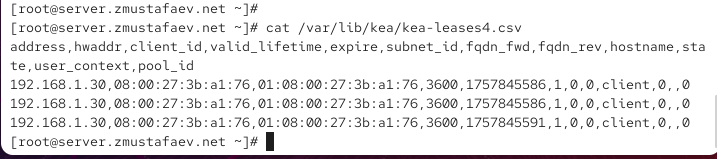 [root@server.zmustafaev.net ~]#
[root@server.zmustafaev.net ~]# cat /var/lib/kea/kea-leases4.csv
address,hwaddr,client_id,valid_lifetime,expire,subnet_id,fqdn_fwd,fqdn_rev,hostname,sta
te,user_context,pool_id
192.168.1.30,08:00:27:3b:a1:76,01:08:00:27:3b:a1:76,3600,1757845586,1,0,0,client,0,,0
192.168.1.30,08:00:27:3b:a1:76,01:08:00:27:3b:a1:76,3600,1757845586,1,0,0,client,0,,0
192.168.1.30,08:00:27:3b:a1:76,01:08:00:27:3b:a1:76,3600,1757845591,1,0,0,client,0,,0
[root@server.zmustafaev.net ~]#